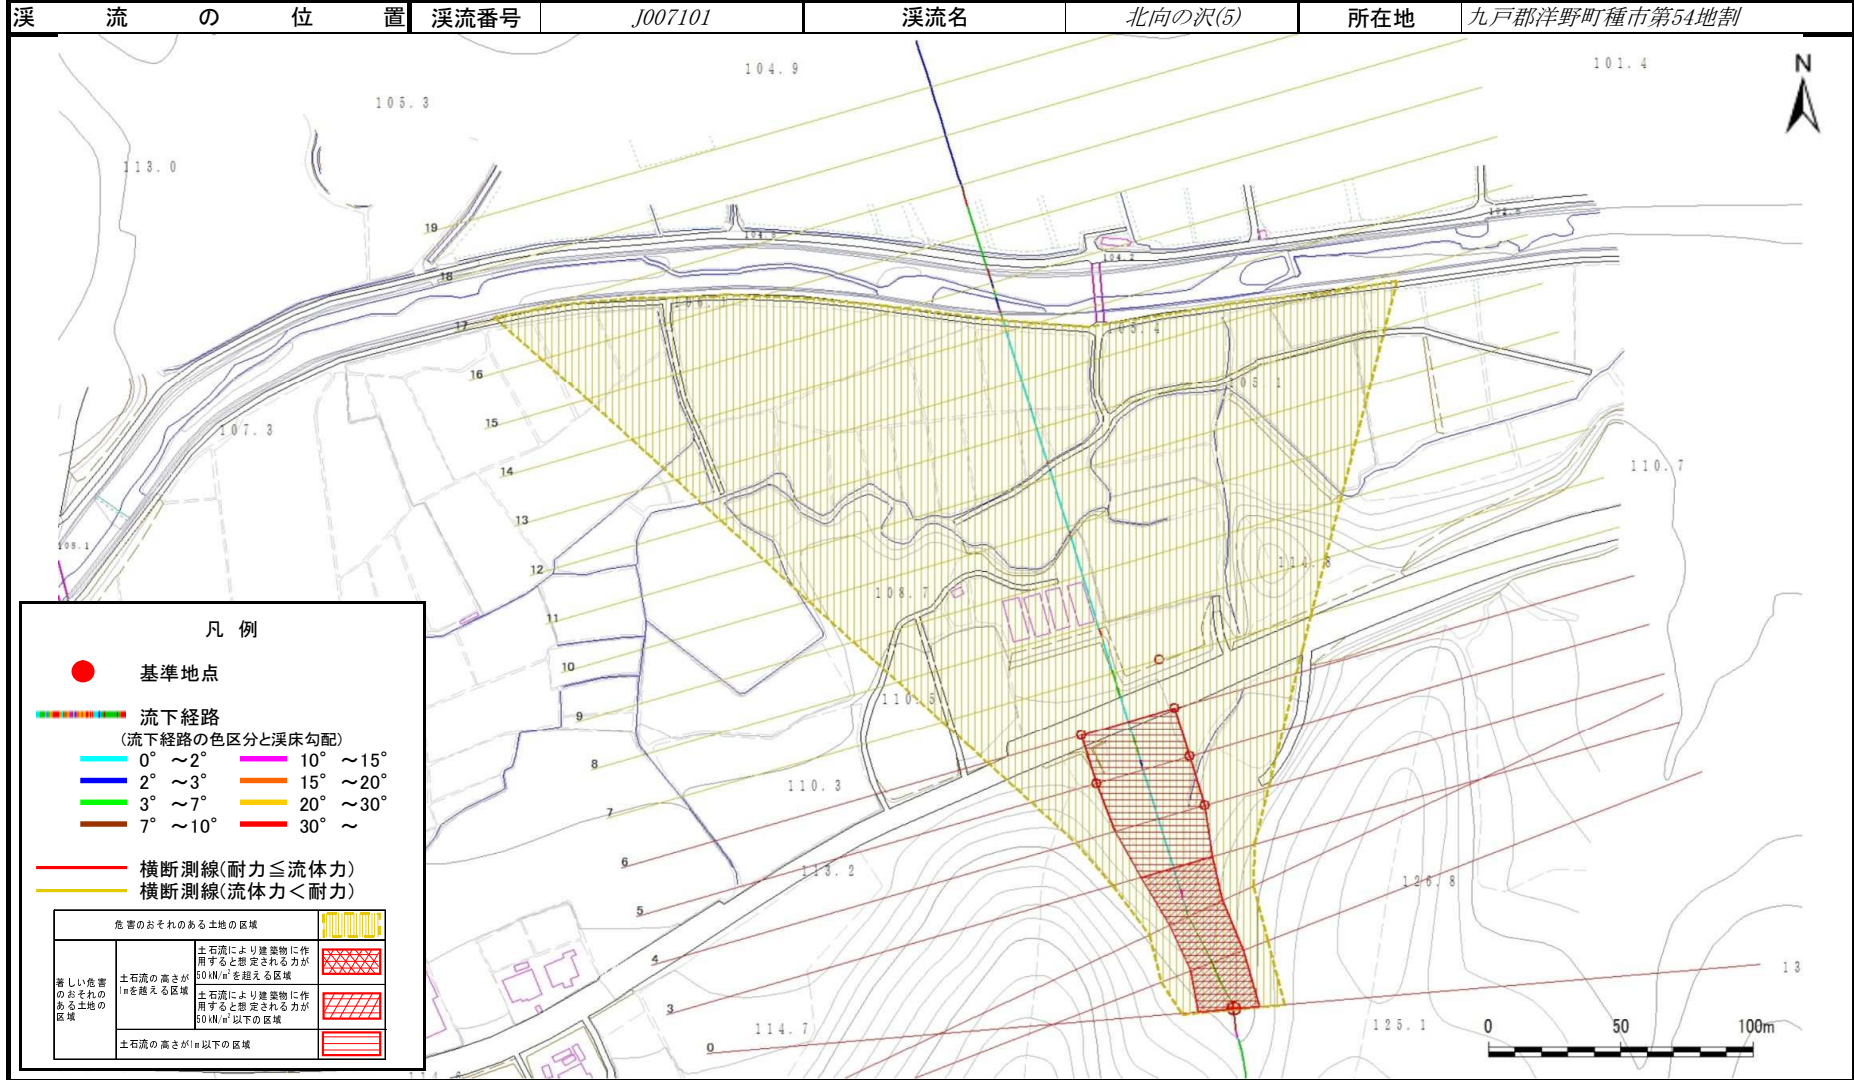 渓流の位置 渓流番号 J007101 渓流名 北向の沢(5) 所在地 九戸郡洋野町種市第54地割
N
104.9
101.4
105.3
113.0
19
104.2
18
17
105.1
16
107.3
15
14
110.7
13
12
114.8
108.7
11
10
110.5
9
8
110.3
7
6
113.2
126.8
5
4
13
3
114.7
125.1
0
0 50 100m
凡 例
基準地点
流下経路
(流下経路の色区分と渓床勾配)
0° ～2° 10° ～15°
2° ～3° 15° ～20°
3° ～7° 20° ～30°
7° ～10° 30° ～
横断測線(耐力≦流体力)
横断測線(流体力＜耐力)
危害のおそれのある土地の区域
著しい危害のおそれのある土地の区域
土石流の高さが1mを越える区域
土石流により建築物に作用すると想定される力が50kN/m²を超える区域
土石流により建築物に作用すると想定される力が50kN/m²以下の区域
土石流の高さが1m以下の区域